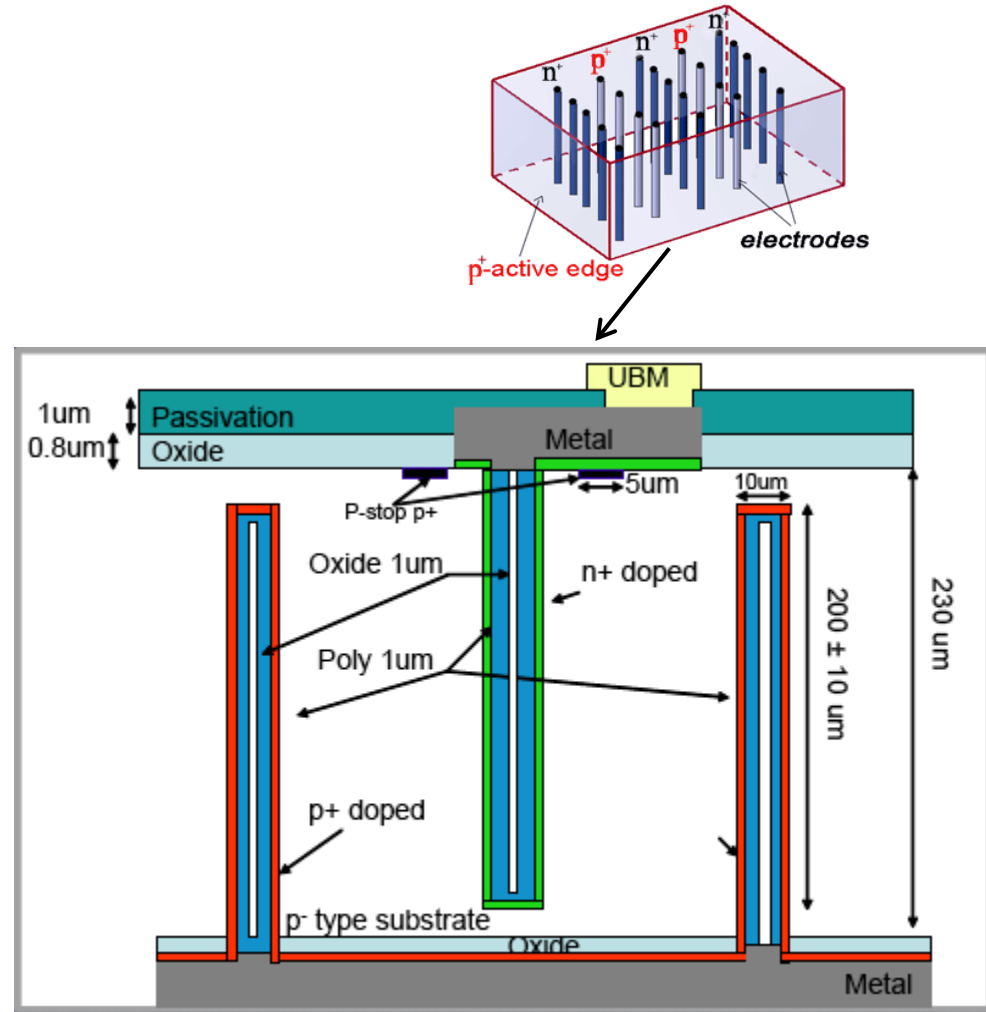 n+
p+
n+
p+
n+
electrodes
p+-active edge
UBM
1um
Passivation
0.8um
Oxide
Metal
P-stop p+
5um
10um
Oxide 1um
n+ doped
Poly 1um
200 ± 10 um
230 um
p+ doped
p- type substrate
Oxide
Metal